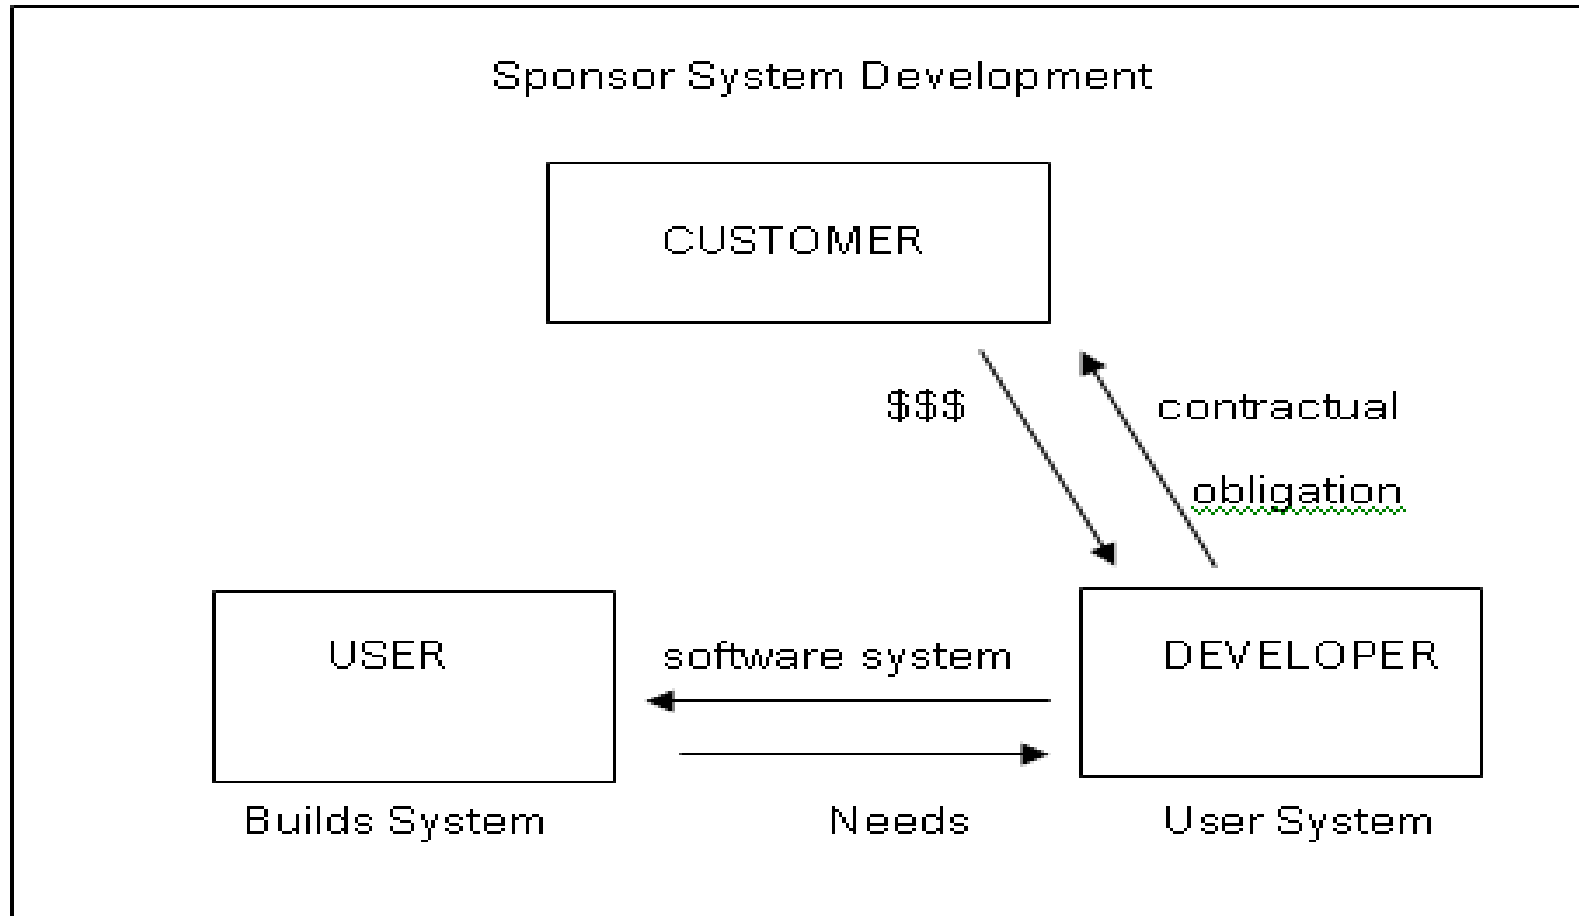 Sponsor System Development
CUSTOMER
$$$
contractual
obligation
USER
software system
DEVELOPER
Builds System
Needs
User System